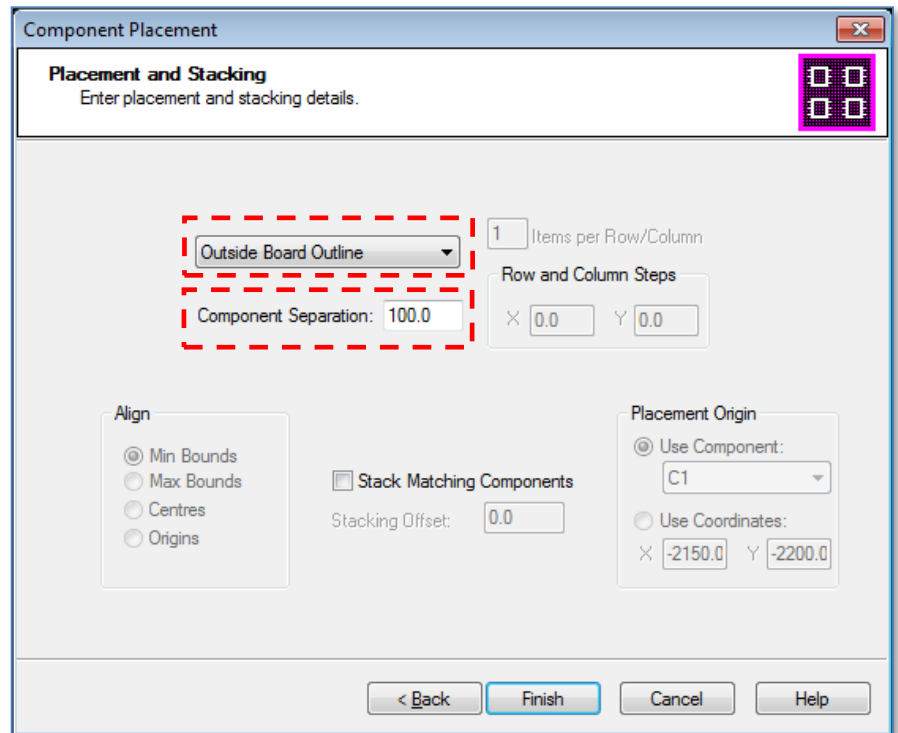 Component Placement
Placement and Stacking
Enter placement and stacking details.
Outside Board Outline
1 Items per Row/Column
Row and Column Steps
Component Separation: 100.0
X 0.0 Y 0.0
Align
Min Bounds
Max Bounds
Centres
Origins
Stack Matching Components
Stacking Offset: 0.0
Placement Origin
Use Component:
C1
Use Coordinates:
X -2150.0 Y -2200.0
< Back Finish Cancel Help